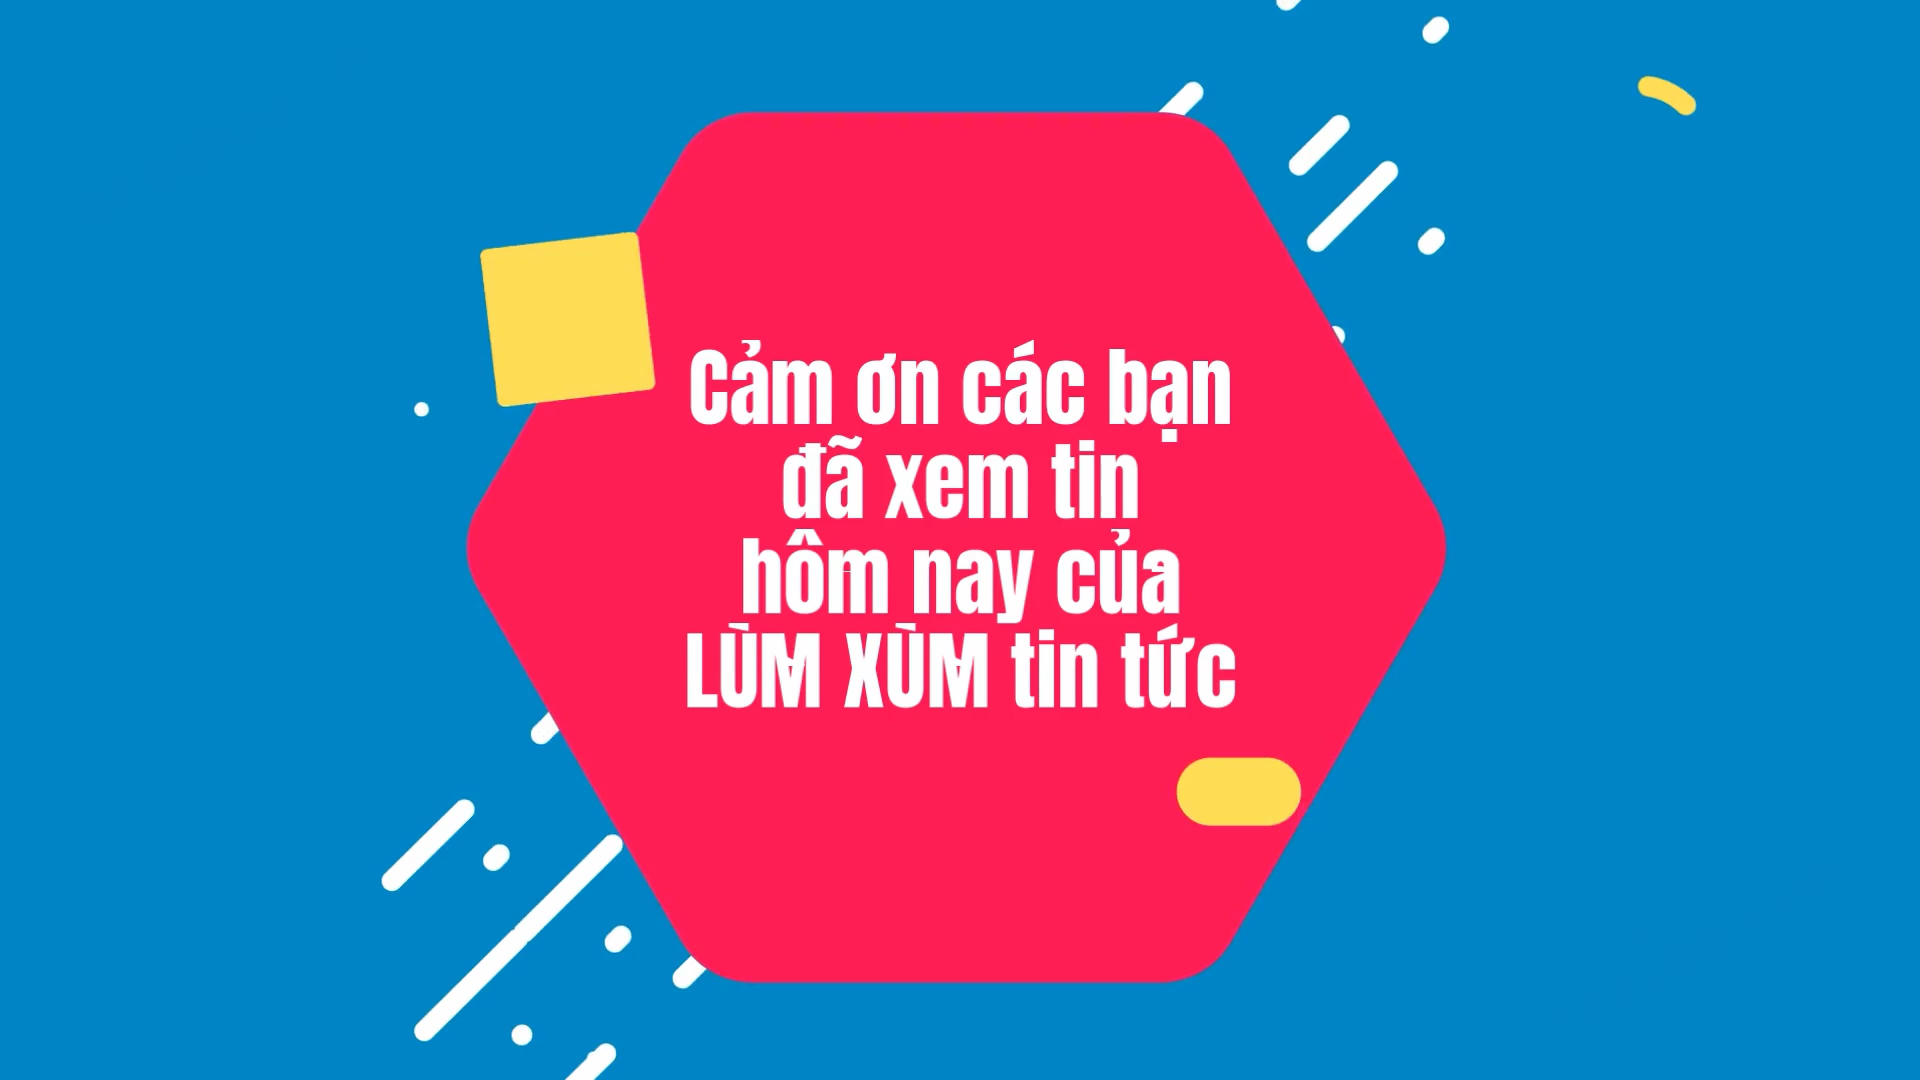 Cảm ơn các bạn
đã xem tin
hôm nay của
LÙM XÙM tin tức